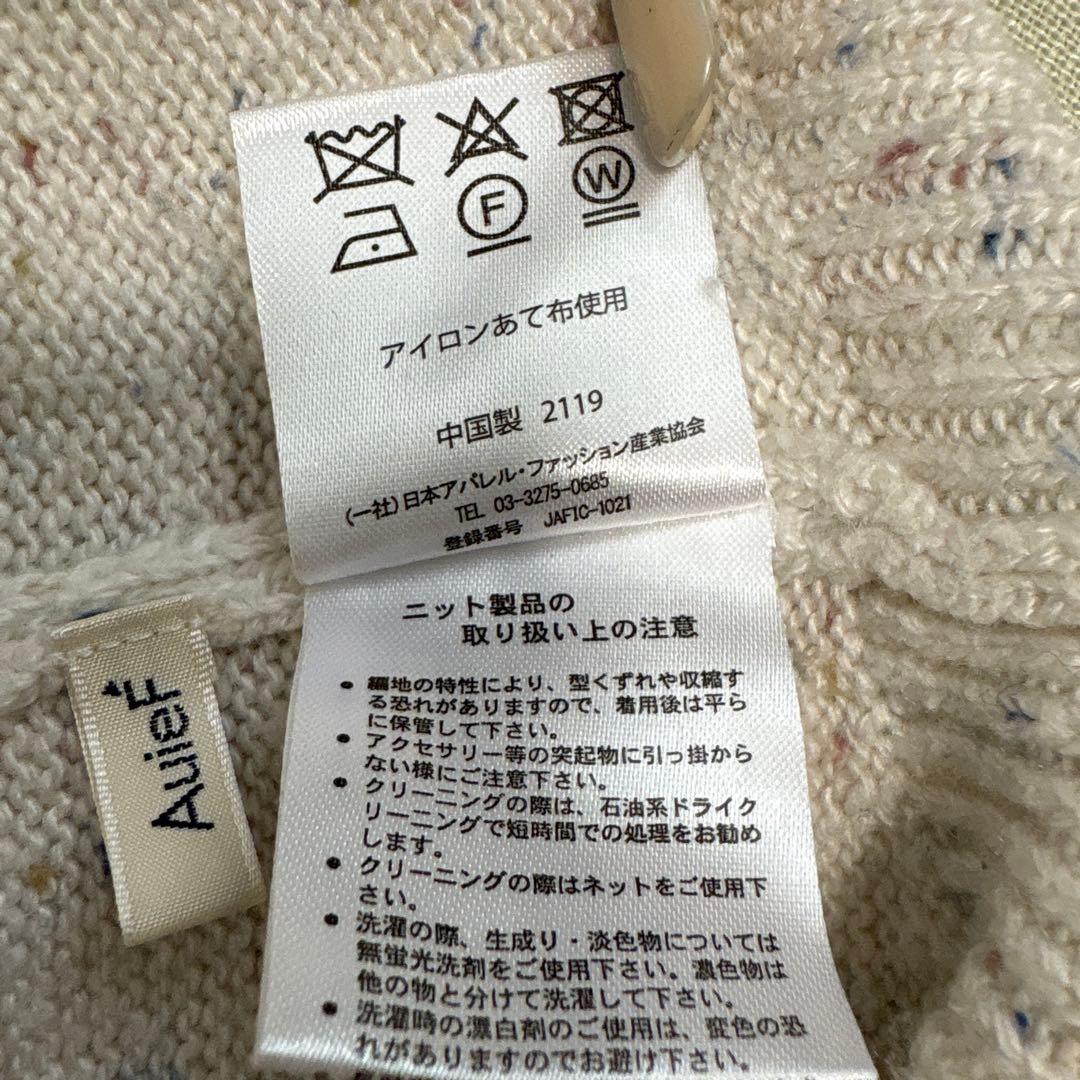 F
W
アイロンあて布使用
中国製 2119
(一社)日本アパレル・ファッション産業協会
TEL 03-3275-0685
登録番号 JAFIC-1021
ニット製品の
取り扱い上の注意
• 編地の特性により、型くずれや収縮す
る恐れがありますので、着用後は平ら
に保管して下さい。
• アクセサリー等の突起物に引っ掛から
ない様にご注意下さい。
• クリーニングの際は、石油系ドライク
リーニングで短時間での処理をお勧め
します。
• クリーニングの際はネットをご使用下
さい。
• 洗濯の際、生成り・淡色物については
無蛍光洗剤をご使用下さい。濃色物は
他の物と分けて洗濯して下さい。
• 洗濯時の漂白剤のご使用は、変色の恐
れがありますのでお避け下さい。
AuieF